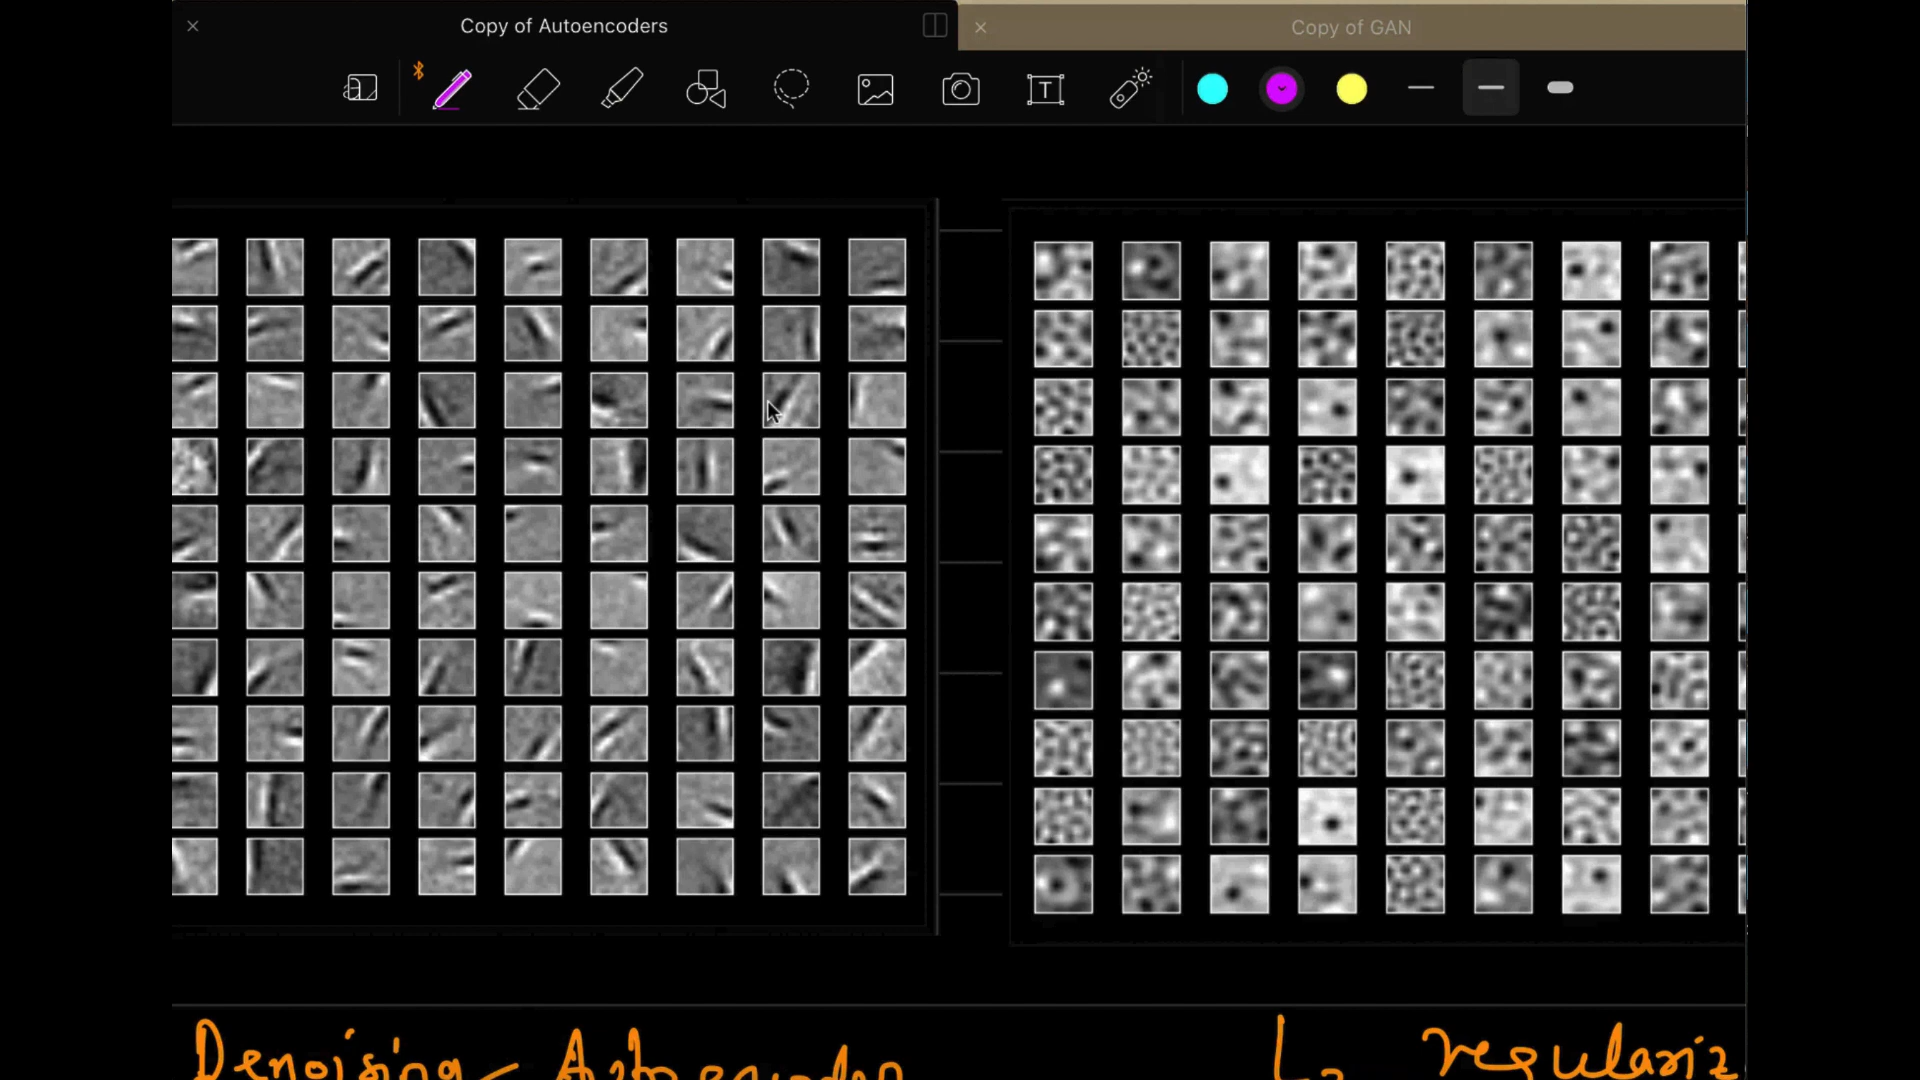 Copy of Autoencoders
Copy of GAN
T
Denoising - Autoencoder
L2 regulariz